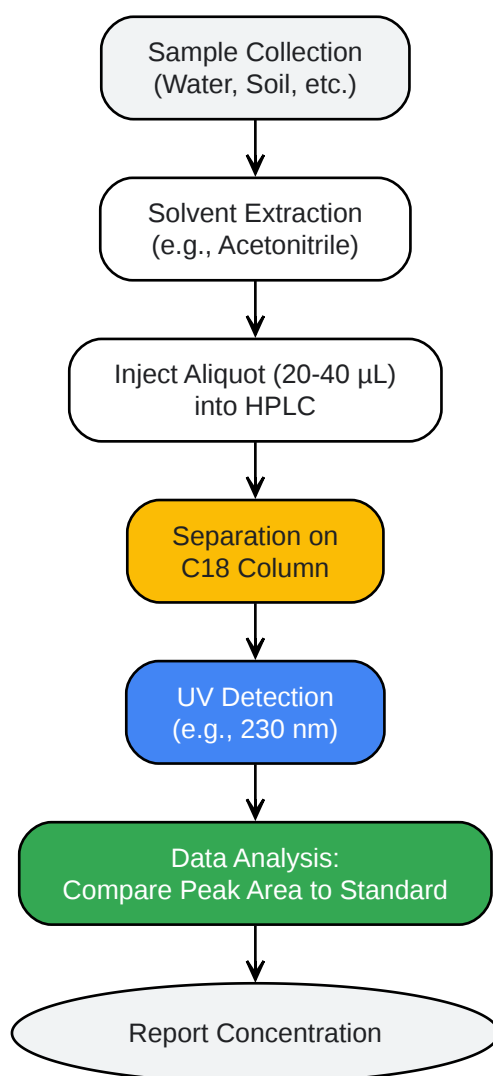 Sample Collection
(Water, Soil, etc.)
Solvent Extraction
(e.g., Acetonitrile)
Inject Aliquot (20-40 µL)
into HPLC
Separation on
C18 Column
UV Detection
(e.g., 230 nm)
Data Analysis:
Compare Peak Area to Standard
Report Concentration